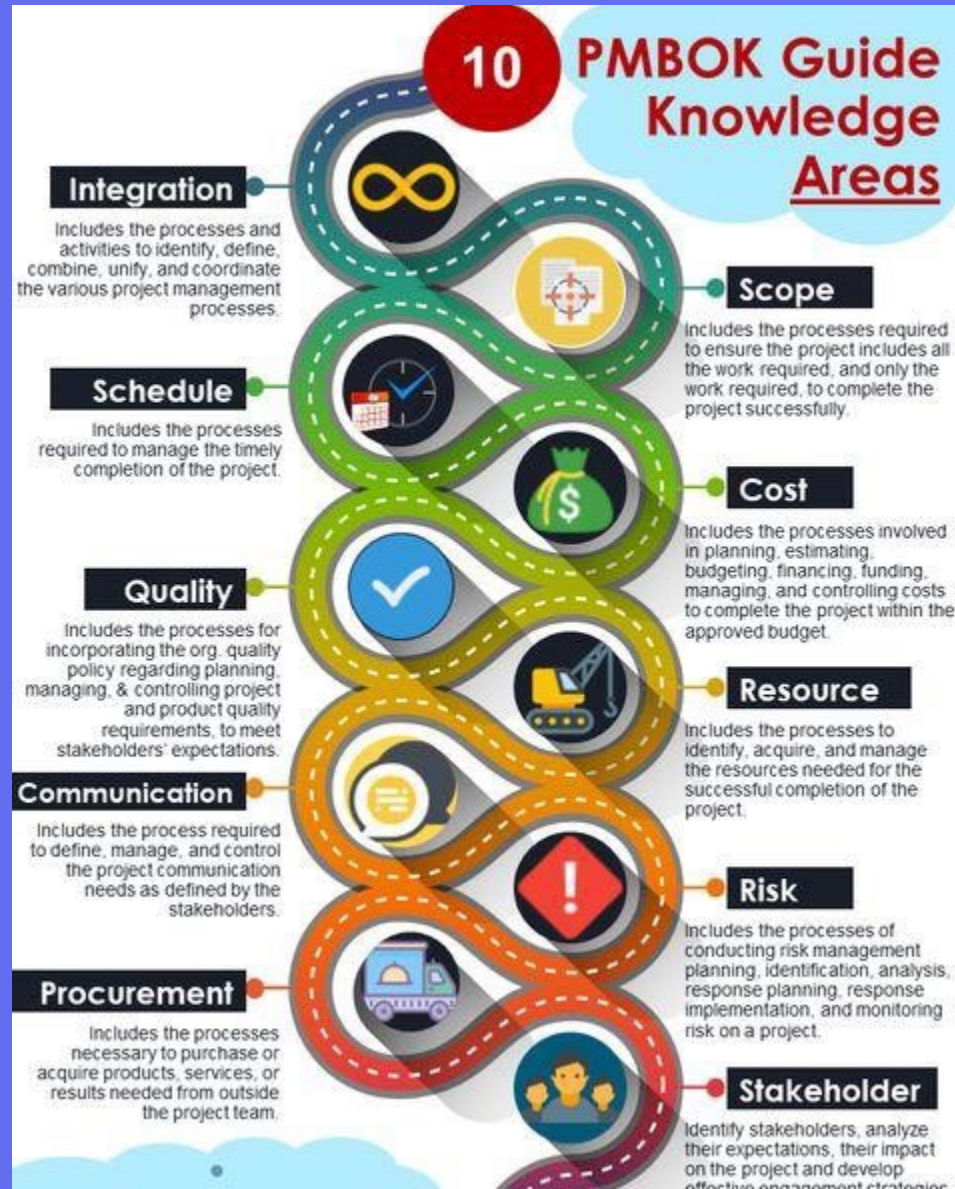 10
PMBOK Guide
Knowledge
Areas
Integration
Includes the processes and
activities to identify, define,
combine, unify, and coordinate
the various project management
processes.
Scope
Includes the processes required
to ensure the project includes all
the work required, and only the
work required, to complete the
project successfully.
Schedule
Includes the processes
required to manage the timely
completion of the project.
Cost
Includes the processes involved
in planning, estimating,
budgeting, financing, funding,
managing, and controlling costs
to complete the project within the
approved budget.
$
Quality
Includes the processes for
incorporating the org. quality
policy regarding planning,
managing, & controlling project
and product quality
requirements, to meet
stakeholders' expectations.
Resource
Includes the processes to
identify, acquire, and manage
the resources needed for the
successful completion of the
project.
Communication
Includes the process required
to define, manage, and control
the project communication
needs as defined by the
stakeholders.
Risk
Includes the processes of
conducting risk management
planning, identification, analysis,
response planning, response
implementation, and monitoring
risk on a project.
!
Procurement
Includes the processes
necessary to purchase or
acquire products, services, or
results needed from outside
the project team.
Stakeholder
Identify stakeholders, analyze
their expectations, their impact
on the project and develop
effective engagement strategies